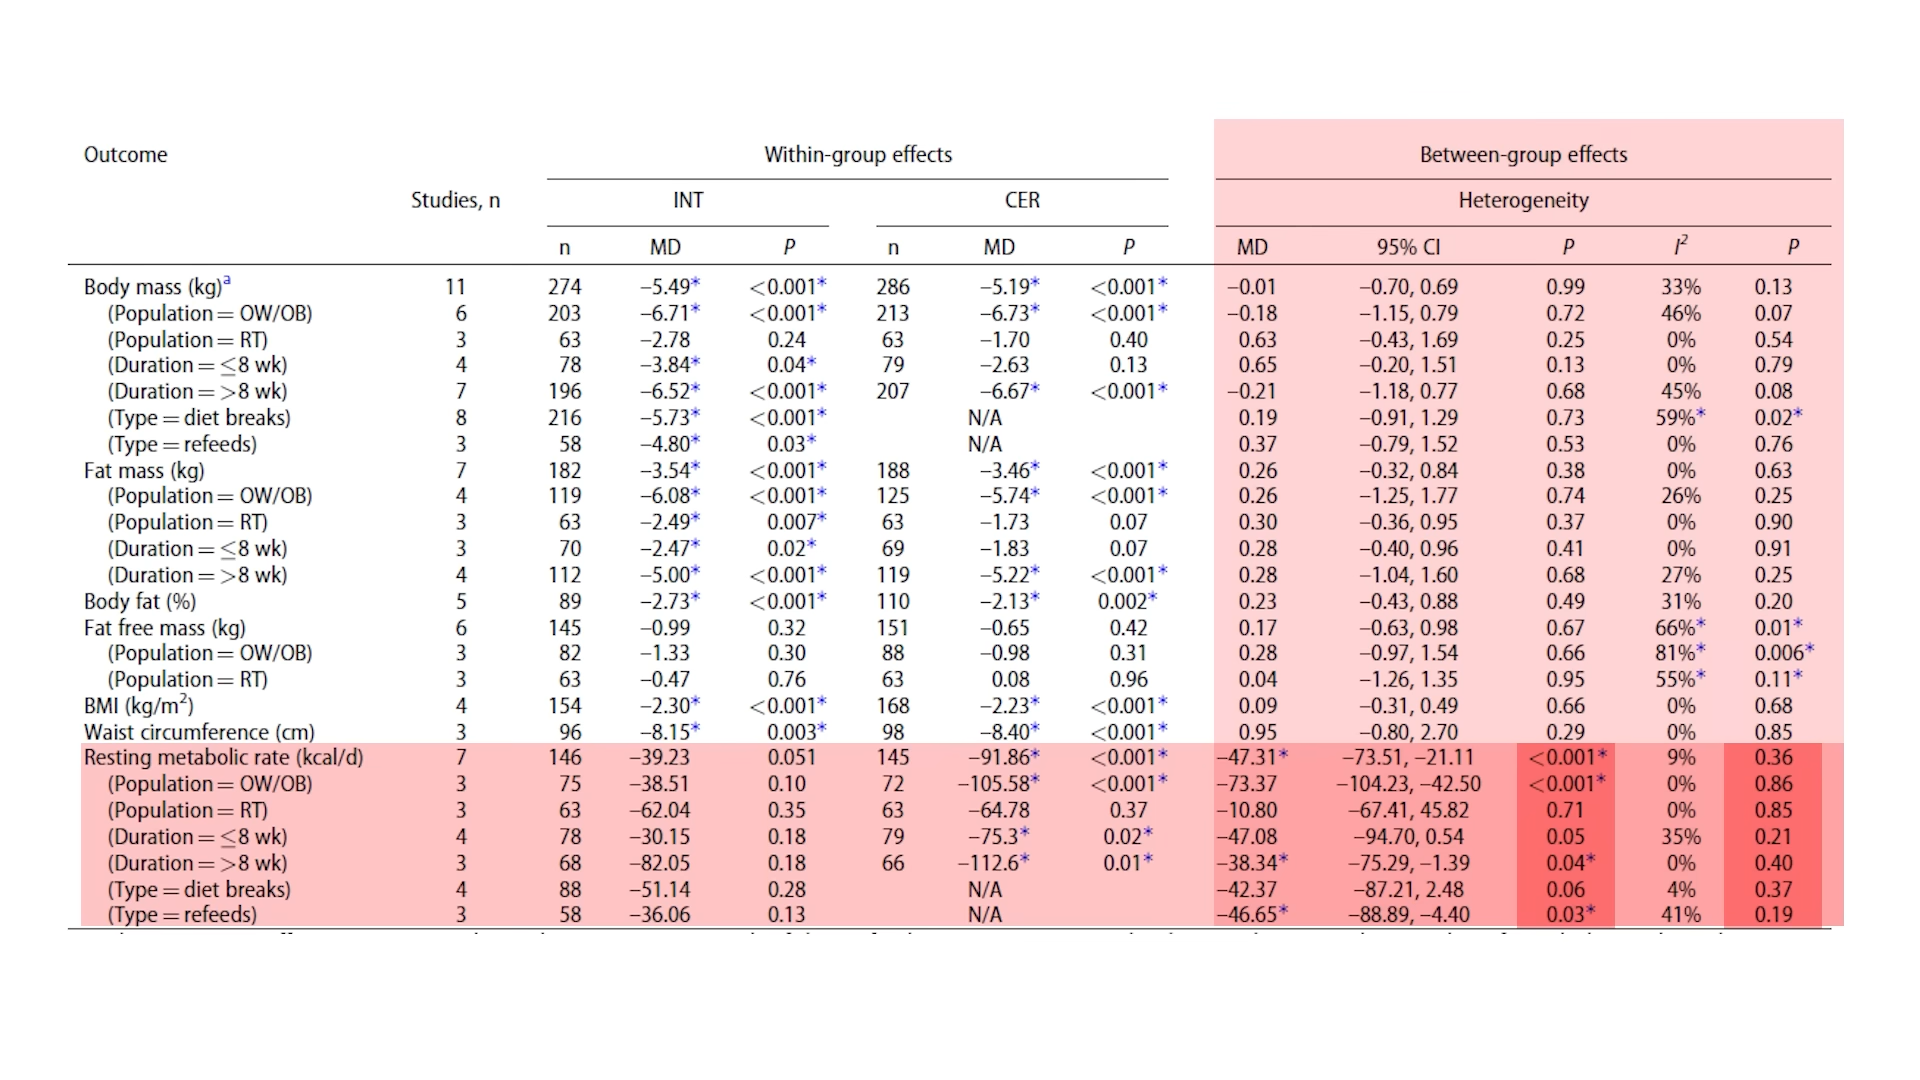 Outcome Within-group effects Between-group effects
Studies, n INT CER Heterogeneity
n MD P n MD P MD 95% CI P I² P
Body mass (kg)ª 11 274 –5.49* <0.001* 286 –5.19* <0.001* –0.01 –0.70, 0.69 0.99 33% 0.13
(Population = OW/OB) 6 203 –6.71* <0.001* 213 –6.73* <0.001* –0.18 –1.15, 0.79 0.72 46% 0.07
(Population = RT) 3 63 –2.78 0.24 63 –1.70 0.40 0.63 –0.43, 1.69 0.25 0% 0.54
(Duration = ≤8 wk) 4 78 –3.84* 0.04* 79 –2.63 0.13 0.65 –0.20, 1.51 0.13 0% 0.79
(Duration = >8 wk) 7 196 –6.52* <0.001* 207 –6.67* <0.001* –0.21 –1.18, 0.77 0.68 45% 0.08
(Type = diet breaks) 8 216 –5.73* <0.001* N/A 0.19 –0.91, 1.29 0.73 59%* 0.02*
(Type = refeeds) 3 58 –4.80* 0.03* N/A 0.37 –0.79, 1.52 0.53 0% 0.76
Fat mass (kg) 7 182 –3.54* <0.001* 188 –3.46* <0.001* 0.26 –0.32, 0.84 0.38 0% 0.63
(Population = OW/OB) 4 119 –6.08* <0.001* 125 –5.74* <0.001* 0.26 –1.25, 1.77 0.74 26% 0.25
(Population = RT) 3 63 –2.49* 0.007* 63 –1.73 0.07 0.30 –0.36, 0.95 0.37 0% 0.90
(Duration = ≤8 wk) 3 70 –2.47* 0.02* 69 –1.83 0.07 0.28 –0.40, 0.96 0.41 0% 0.91
(Duration = >8 wk) 4 112 –5.00* <0.001* 119 –5.22* <0.001* 0.28 –1.04, 1.60 0.68 27% 0.25
Body fat (%) 5 89 –2.73* <0.001* 110 –2.13* 0.002* 0.23 –0.43, 0.88 0.49 31% 0.20
Fat free mass (kg) 6 145 –0.99 0.32 151 –0.65 0.42 0.17 –0.63, 0.98 0.67 66%* 0.01*
(Population = OW/OB) 3 82 –1.33 0.30 88 –0.98 0.31 0.28 –0.97, 1.54 0.66 81%* 0.006*
(Population = RT) 3 63 –0.47 0.76 63 0.08 0.96 0.04 –1.26, 1.35 0.95 55%* 0.11*
BMI (kg/m²) 4 154 –2.30* <0.001* 168 –2.23* <0.001* 0.09 –0.31, 0.49 0.66 0% 0.68
Waist circumference (cm) 3 96 –8.15* 0.003* 98 –8.40* <0.001* 0.95 –0.80, 2.70 0.29 0% 0.85
Resting metabolic rate (kcal/d) 7 146 –39.23 0.051 145 –91.86* <0.001* –47.31* –73.51, –21.11 <0.001* 9% 0.36
(Population = OW/OB) 3 75 –38.51 0.10 72 –105.58* <0.001* –73.37 –104.23, –42.50 <0.001* 0% 0.86
(Population = RT) 3 63 –62.04 0.35 63 –64.78 0.37 –10.80 –67.41, 45.82 0.71 0% 0.85
(Duration = ≤8 wk) 4 78 –30.15 0.18 79 –75.3* 0.02* –47.08 –94.70, 0.54 0.05 35% 0.21
(Duration = >8 wk) 3 68 –82.05 0.18 66 –112.6* 0.01* –38.34* –75.29, –1.39 0.04* 0% 0.40
(Type = diet breaks) 4 88 –51.14 0.28 N/A –42.37 –87.21, 2.48 0.06 4% 0.37
(Type = refeeds) 3 58 –36.06 0.13 N/A –46.65* –88.89, –4.40 0.03* 41% 0.19